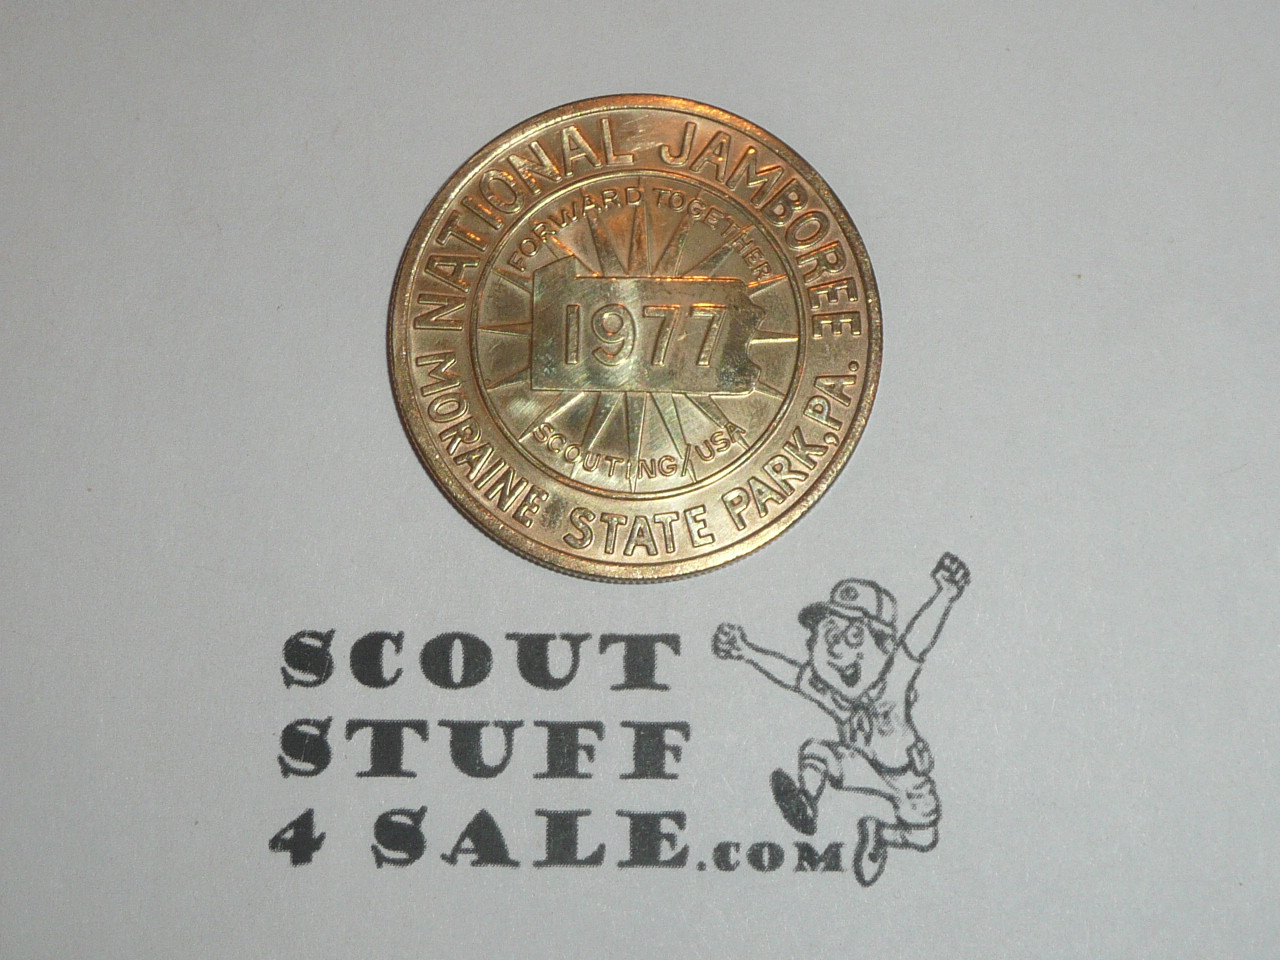 NATIONAL JAMBOREE
FORWARD TOGETHER
1977
SCOUTING/USA
MORAINE STATE PARK, PA.
SCOUT
STUFF
4 SALE.COM